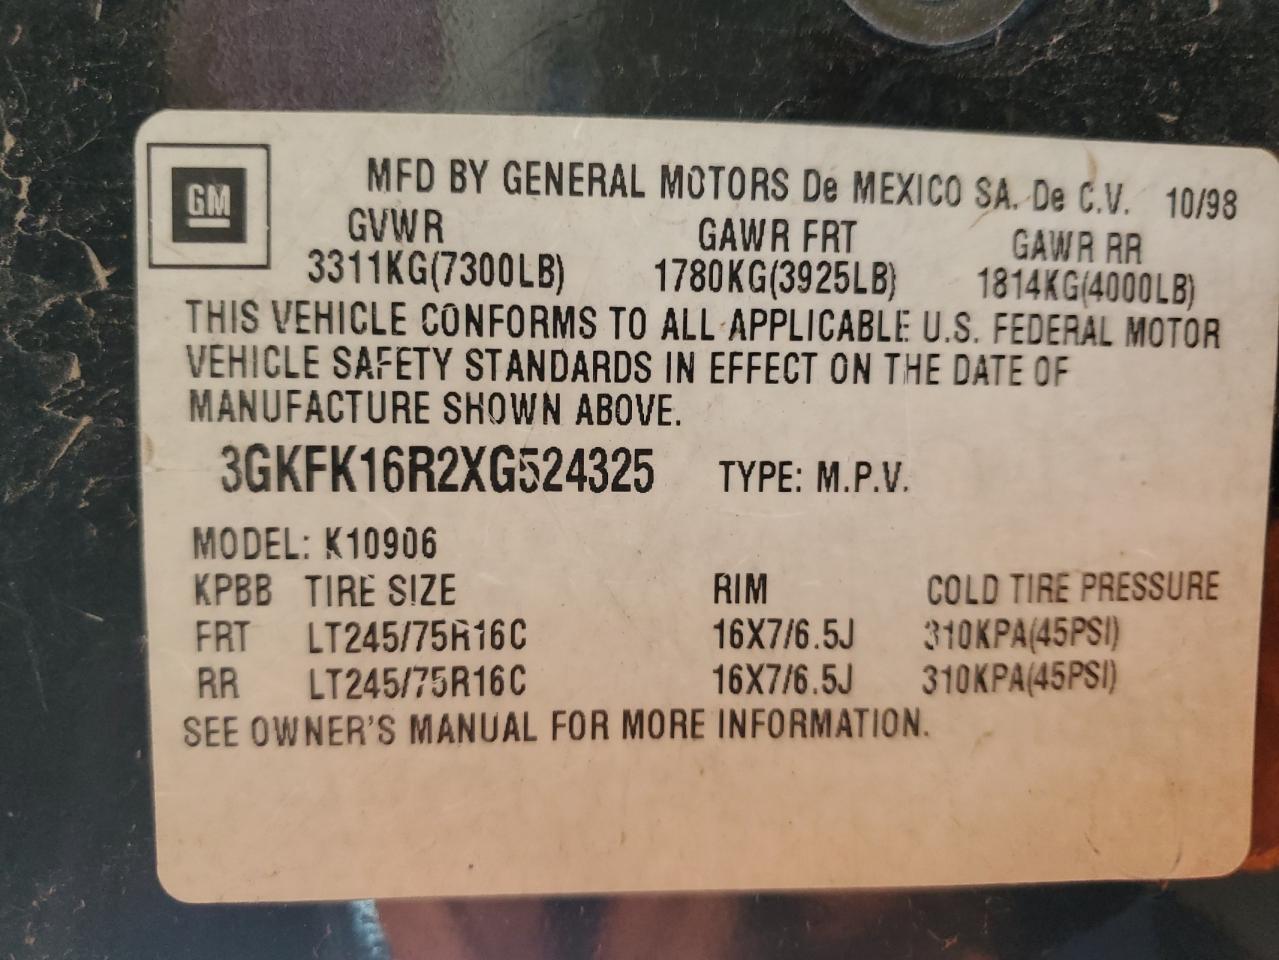 GM
MFD BY GENERAL MOTORS De MEXICO SA. De C.V. 10/98
GVWR GAWR FRT GAWR RR
3311KG(7300LB) 1780KG(3925LB) 1814KG(4000LB)
THIS VEHICLE CONFORMS TO ALL APPLICABLE U.S. FEDERAL MOTOR
VEHICLE SAFETY STANDARDS IN EFFECT ON THE DATE OF
MANUFACTURE SHOWN ABOVE.
3GKFK16R2XG524325 TYPE: M.P.V.
MODEL: K10906
KPBB TIRE SIZE RIM COLD TIRE PRESSURE
FRT LT245/75R16C 16X7/6.5J 310KPA(45PSI)
RR LT245/75R16C 16X7/6.5J 310KPA(45PSI)
SEE OWNER'S MANUAL FOR MORE INFORMATION.